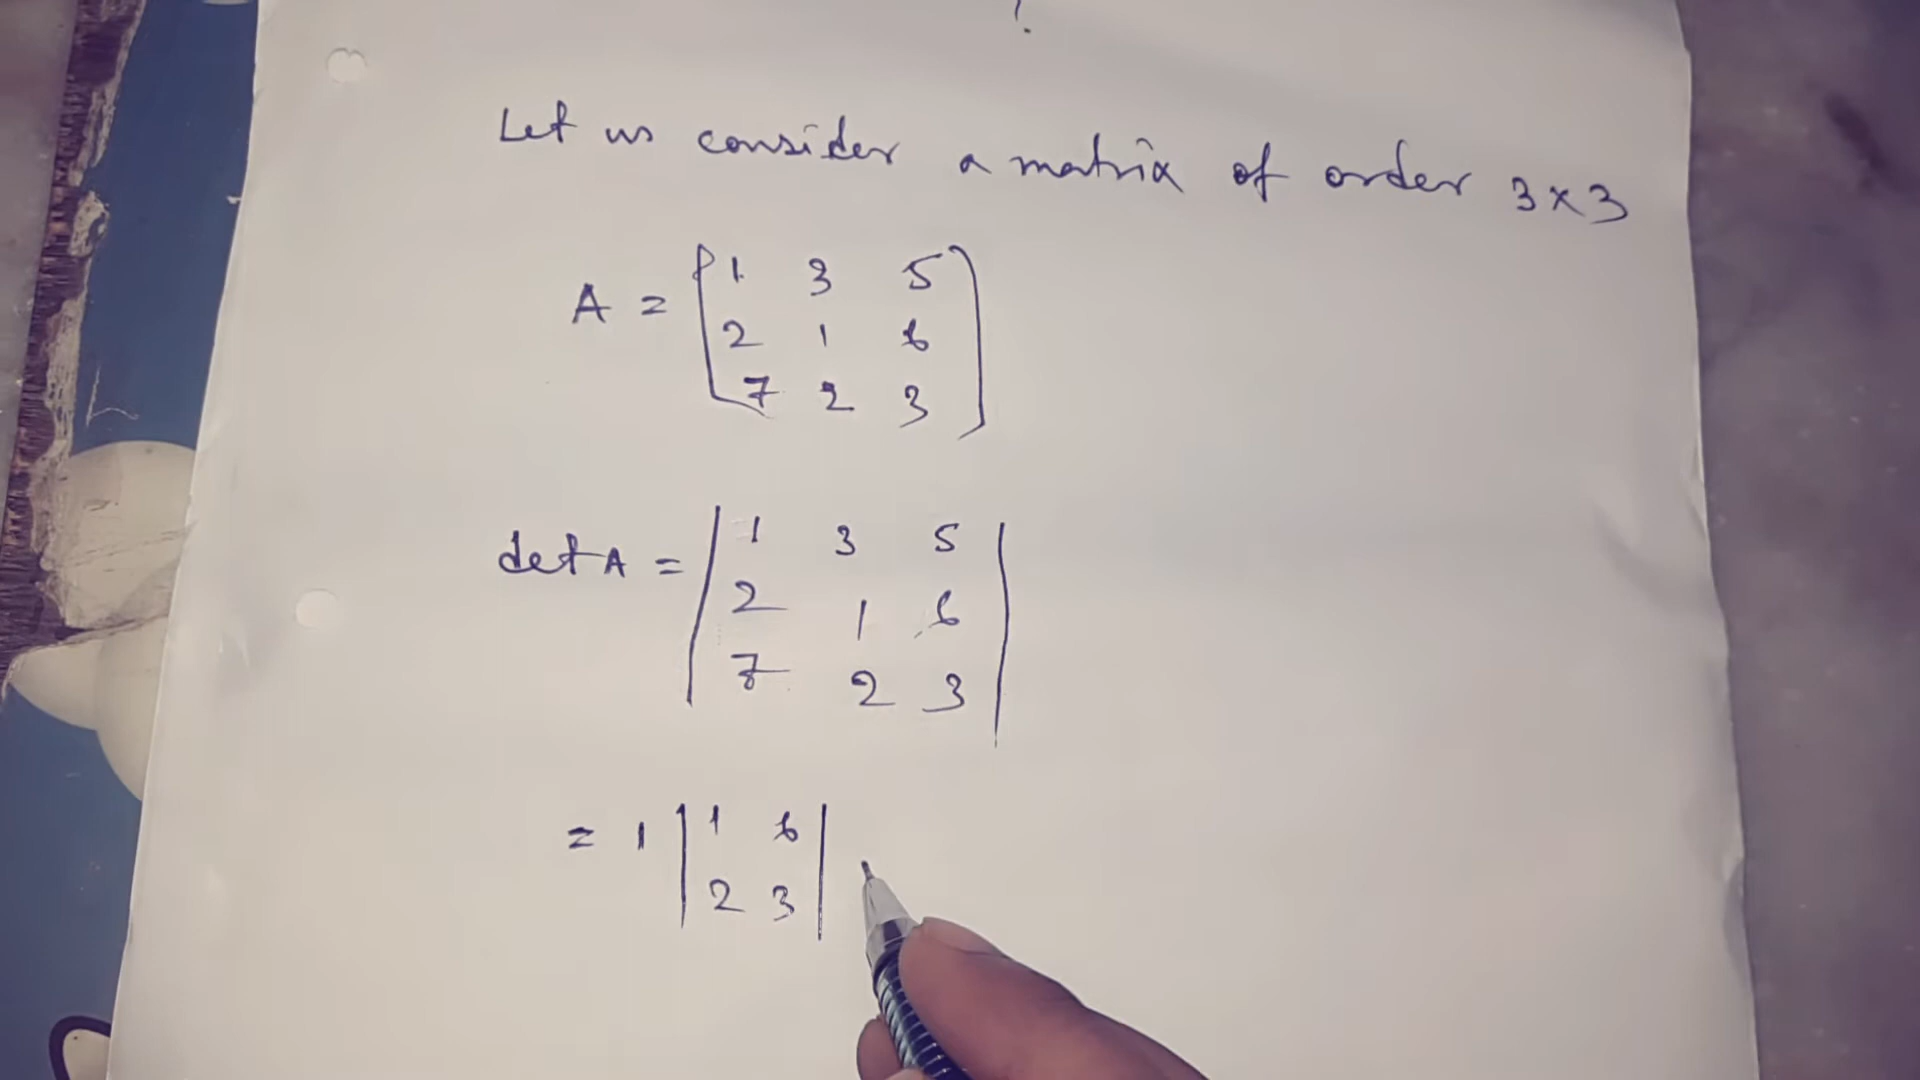 Let us consider a matrix of order 3×3
A = [1 3 5
2 1 6
7 2 3]
det A = |1 3 5
2 1 6
7 2 3|
= 1 |1 6
2 3|